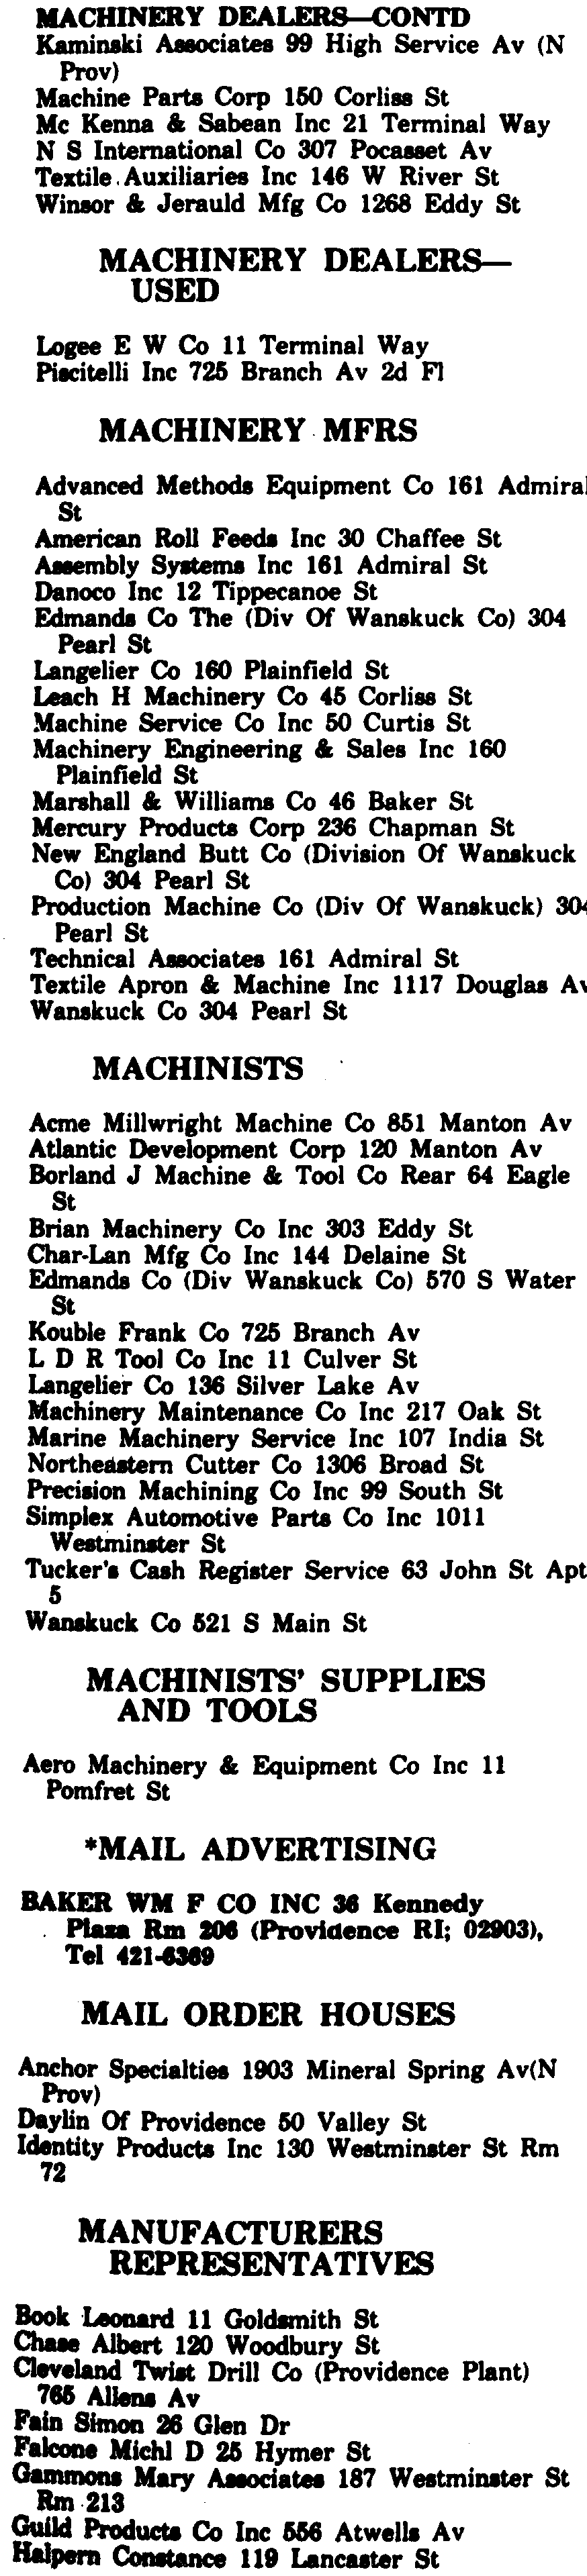 MACHINERY DEALERS—CONTD
Kaminski Associates 99 High Service Av (N
Prov)
Machine Parts Corp 150 Corliss St
Mc Kenna & Sabean Inc 21 Terminal Way
N S International Co 307 Pocasset Av
Textile Auxiliaries Inc 146 W River St
Winsor & Jerauld Mfg Co 1268 Eddy St
MACHINERY DEALERS—
USED
Logee E W Co 11 Terminal Way
Piscitelli Inc 725 Branch Av 2d Fl
MACHINERY MFRS
Advanced Methods Equipment Co 161 Admiral
St
American Roll Feeds Inc 30 Chaffee St
Assembly Systems Inc 161 Admiral St
Danoco Inc 12 Tippecanoe St
Edmands Co The (Div Of Wanskuck Co) 304
Pearl St
Langelier Co 160 Plainfield St
Leach H Machinery Co 45 Corliss St
Machine Service Co Inc 50 Curtis St
Machinery Engineering & Sales Inc 160
Plainfield St
Marshall & Williams Co 46 Baker St
Mercury Products Corp 236 Chapman St
New England Butt Co (Division Of Wanskuck
Co) 304 Pearl St
Production Machine Co (Div Of Wanskuck) 304
Pearl St
Technical Associates 161 Admiral St
Textile Apron & Machine Inc 1117 Douglas Av
Wanskuck Co 304 Pearl St
MACHINISTS
Acme Millwright Machine Co 851 Manton Av
Atlantic Development Corp 120 Manton Av
Borland J Machine & Tool Co Rear 64 Eagle
St
Brian Machinery Co Inc 303 Eddy St
Char-Lan Mfg Co Inc 144 Delaine St
Edmands Co (Div Wanskuck Co) 570 S Water
St
Kouble Frank Co 725 Branch Av
L D R Tool Co Inc 11 Culver St
Langelier Co 136 Silver Lake Av
Machinery Maintenance Co Inc 217 Oak St
Marine Machinery Service Inc 107 India St
Northeastern Cutter Co 1306 Broad St
Precision Machining Co Inc 99 South St
Simplex Automotive Parts Co Inc 1011
Westminster St
Tucker's Cash Register Service 63 John St Apt
5
Wanskuck Co 521 S Main St
MACHINISTS' SUPPLIES
AND TOOLS
Aero Machinery & Equipment Co Inc 11
Pomfret St
*MAIL ADVERTISING
BAKER WM F CO INC 36 Kennedy
Plaza Rm 206 (Providence RI; 02903),
Tel 421-6369
MAIL ORDER HOUSES
Anchor Specialties 1903 Mineral Spring Av(N
Prov)
Daylin Of Providence 50 Valley St
Identity Products Inc 130 Westminster St Rm
72
MANUFACTURERS
REPRESENTATIVES
Book Leonard 11 Goldsmith St
Chase Albert 120 Woodbury St
Cleveland Twist Drill Co (Providence Plant)
765 Allens Av
Fain Simon 26 Glen Dr
Falcone Michl D 25 Hymer St
Gammons Mary Associates 187 Westminster St
Rm 213
Guild Products Co Inc 556 Atwells Av
Halpern Constance 119 Lancaster St